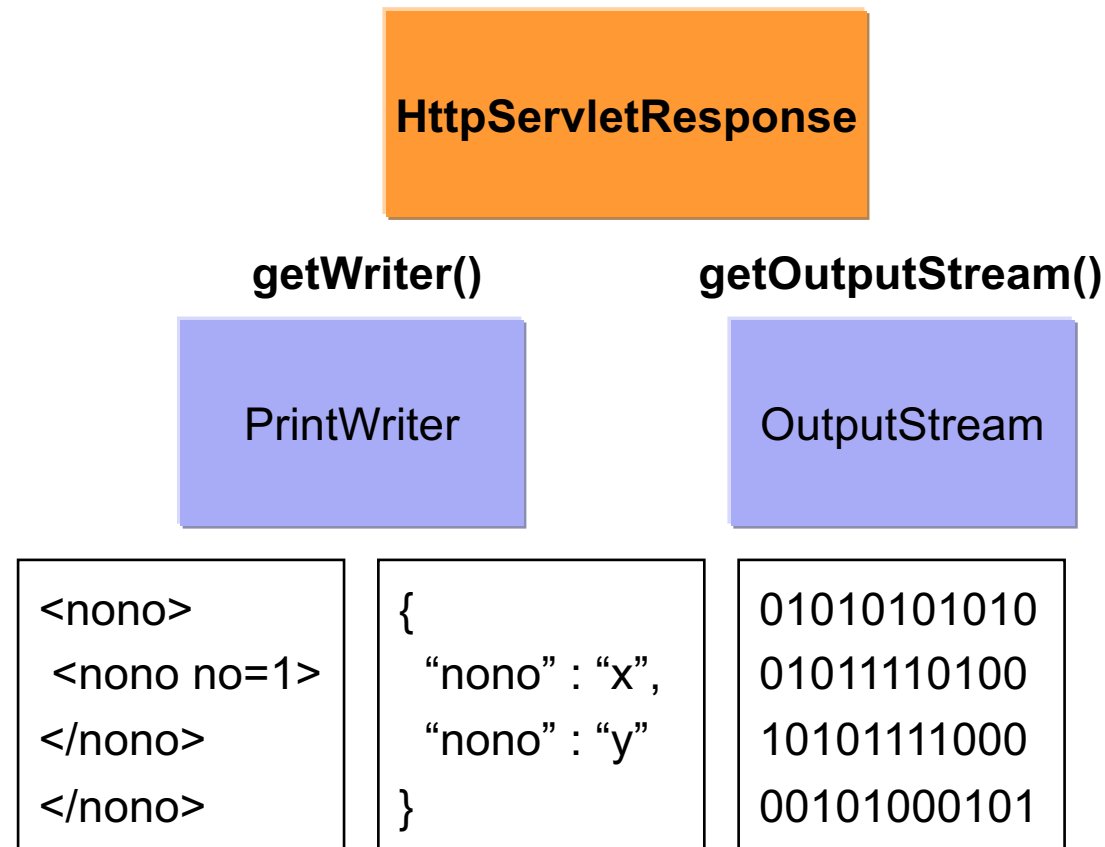 HttpServletResponse
getWriter()
getOutputStream()
PrintWriter
OutputStream
<nono>
<nono no=1>
</nono>
</nono>
{
“nono” : “x”,
“nono” : “y”
}
01010101010
01011110100
10101111000
00101000101